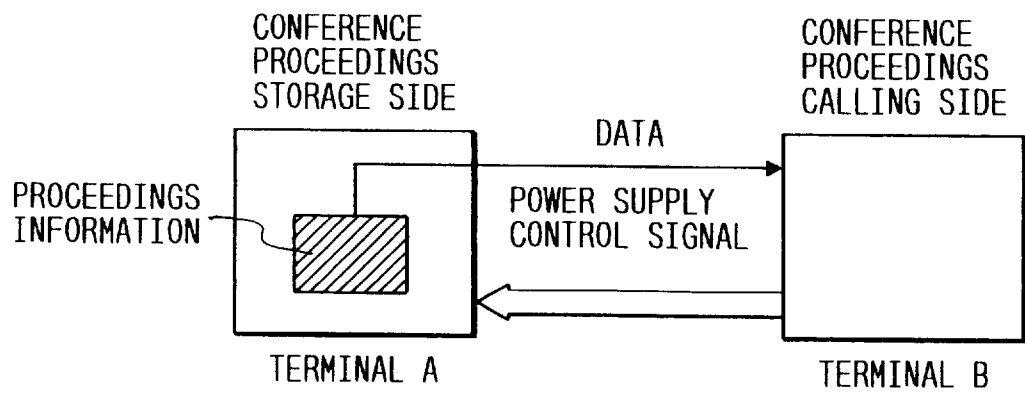 CONFERENCE
PROCEEDINGS
STORAGE SIDE
CONFERENCE
PROCEEDINGS
CALLING SIDE
DATA
PROCEEDINGS
INFORMATION
POWER SUPPLY
CONTROL SIGNAL
TERMINAL A
TERMINAL B